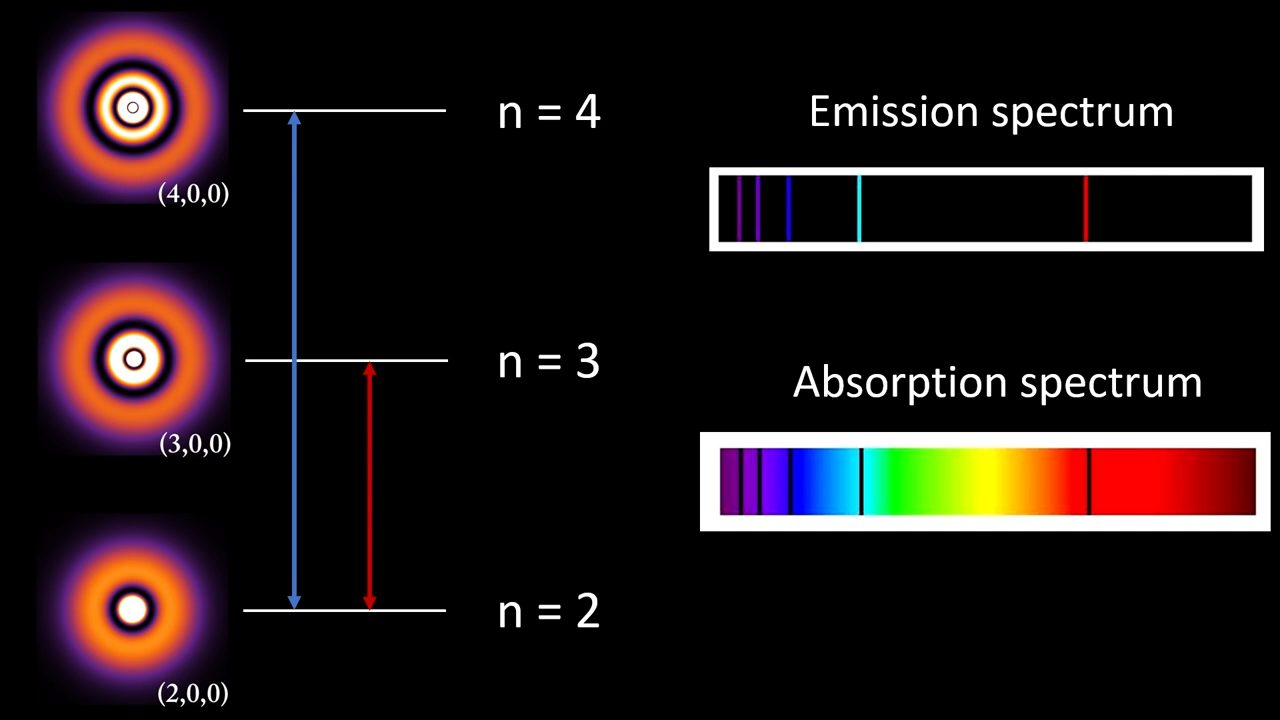 (4,0,0)
n = 4
(3,0,0)
n = 3
(2,0,0)
n = 2
Emission spectrum
Absorption spectrum